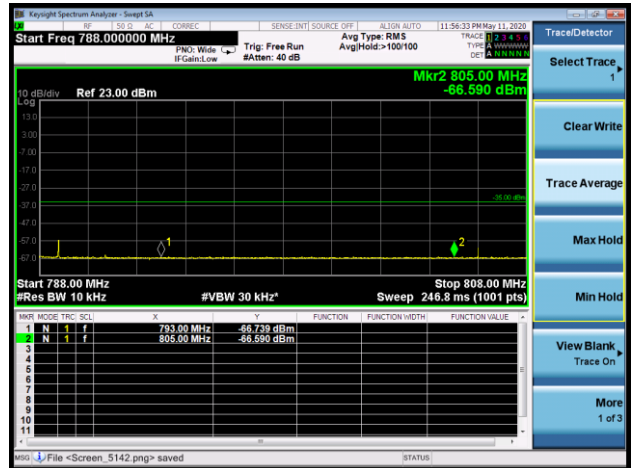 Keysight Spectrum Analyzer - Swept SA
RF 50 Ω AC CORREC SENSE:INT SOURCE OFF ALIGN AUTO 11:56:33 PM May 11, 2020
Start Freq 788.000000 MHz
PNO: Wide
IFGain:Low
Trig: Free Run
#Atten: 40 dB
Avg Type: RMS
Avg|Hold:>100/100
TRACE 1 2 3 4 5 6
TYPE A WWWWW
DET A N N N N N
Mkr2 805.00 MHz
-66.590 dBm
10 dB/div Ref 23.00 dBm
Log
13.0
3.00
-7.00
-17.0
-27.0
-35.00 dBm
-37.0
-47.0
-57.0
-67.0
1
2
Start 788.00 MHz Stop 808.00 MHz
#Res BW 10 kHz #VBW 30 kHz* Sweep 246.8 ms (1001 pts)
MKR MODE TRC SCL X Y FUNCTION FUNCTION WIDTH FUNCTION VALUE
1 N 1 f 793.00 MHz -66.739 dBm
2 N 1 f 805.00 MHz -66.590 dBm
3
4
5
6
7
8
9
10
11
MSG File <Screen_5142.png> saved STATUS
Trace/Detector
Select Trace
1
Clear Write
Trace Average
Max Hold
Min Hold
View Blank
Trace On
More
1 of 3